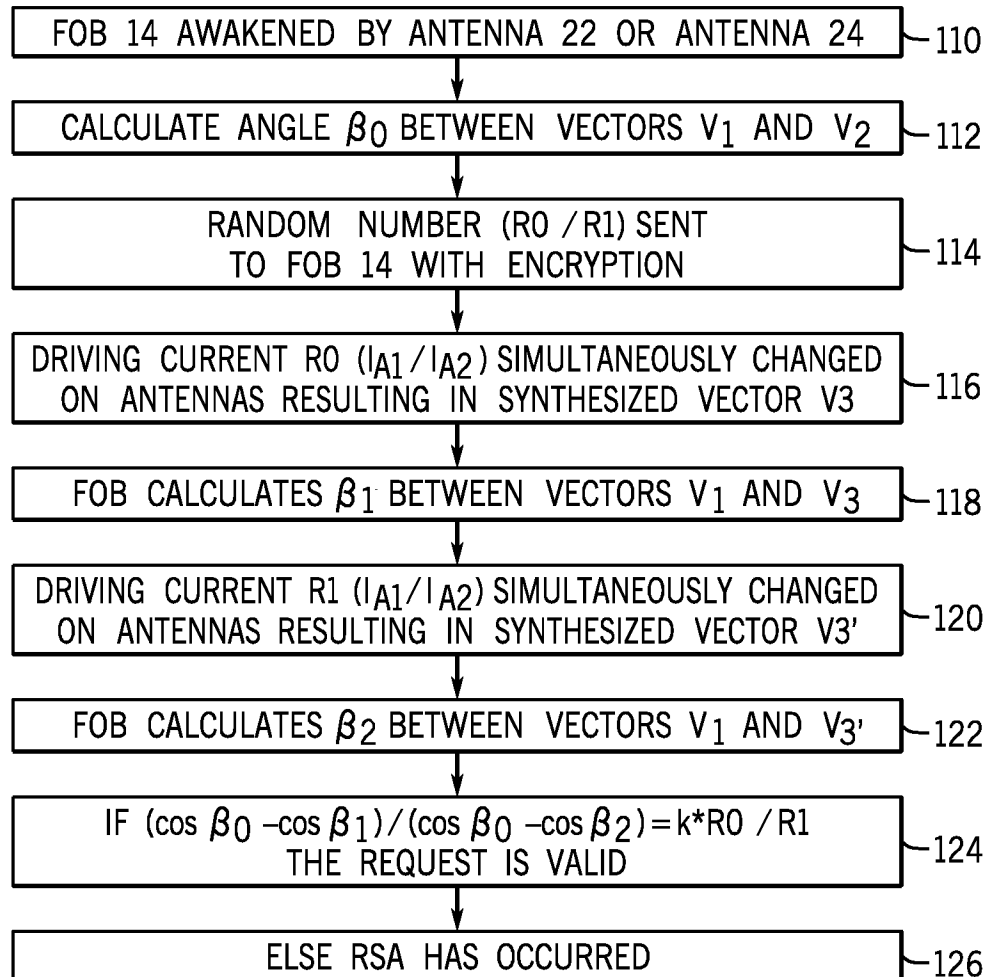 FOB 14 AWAKENED BY ANTENNA 22 OR ANTENNA 24
110
CALCULATE ANGLE β0 BETWEEN VECTORS V1 AND V2
112
RANDOM NUMBER (R0 /R1) SENT
TO FOB 14 WITH ENCRYPTION
114
DRIVING CURRENT R0 (IA1/IA2) SIMULTANEOUSLY CHANGED
ON ANTENNAS RESULTING IN SYNTHESIZED VECTOR V3
116
FOB CALCULATES β1 BETWEEN VECTORS V1 AND V3
118
DRIVING CURRENT R1 (IA1/IA2) SIMULTANEOUSLY CHANGED
ON ANTENNAS RESULTING IN SYNTHESIZED VECTOR V3'
120
FOB CALCULATES β2 BETWEEN VECTORS V1 AND V3'
122
IF (cos β0 -cos β1)/(cos β0 -cos β2)=k*R0 /R1
THE REQUEST IS VALID
124
ELSE RSA HAS OCCURRED
126